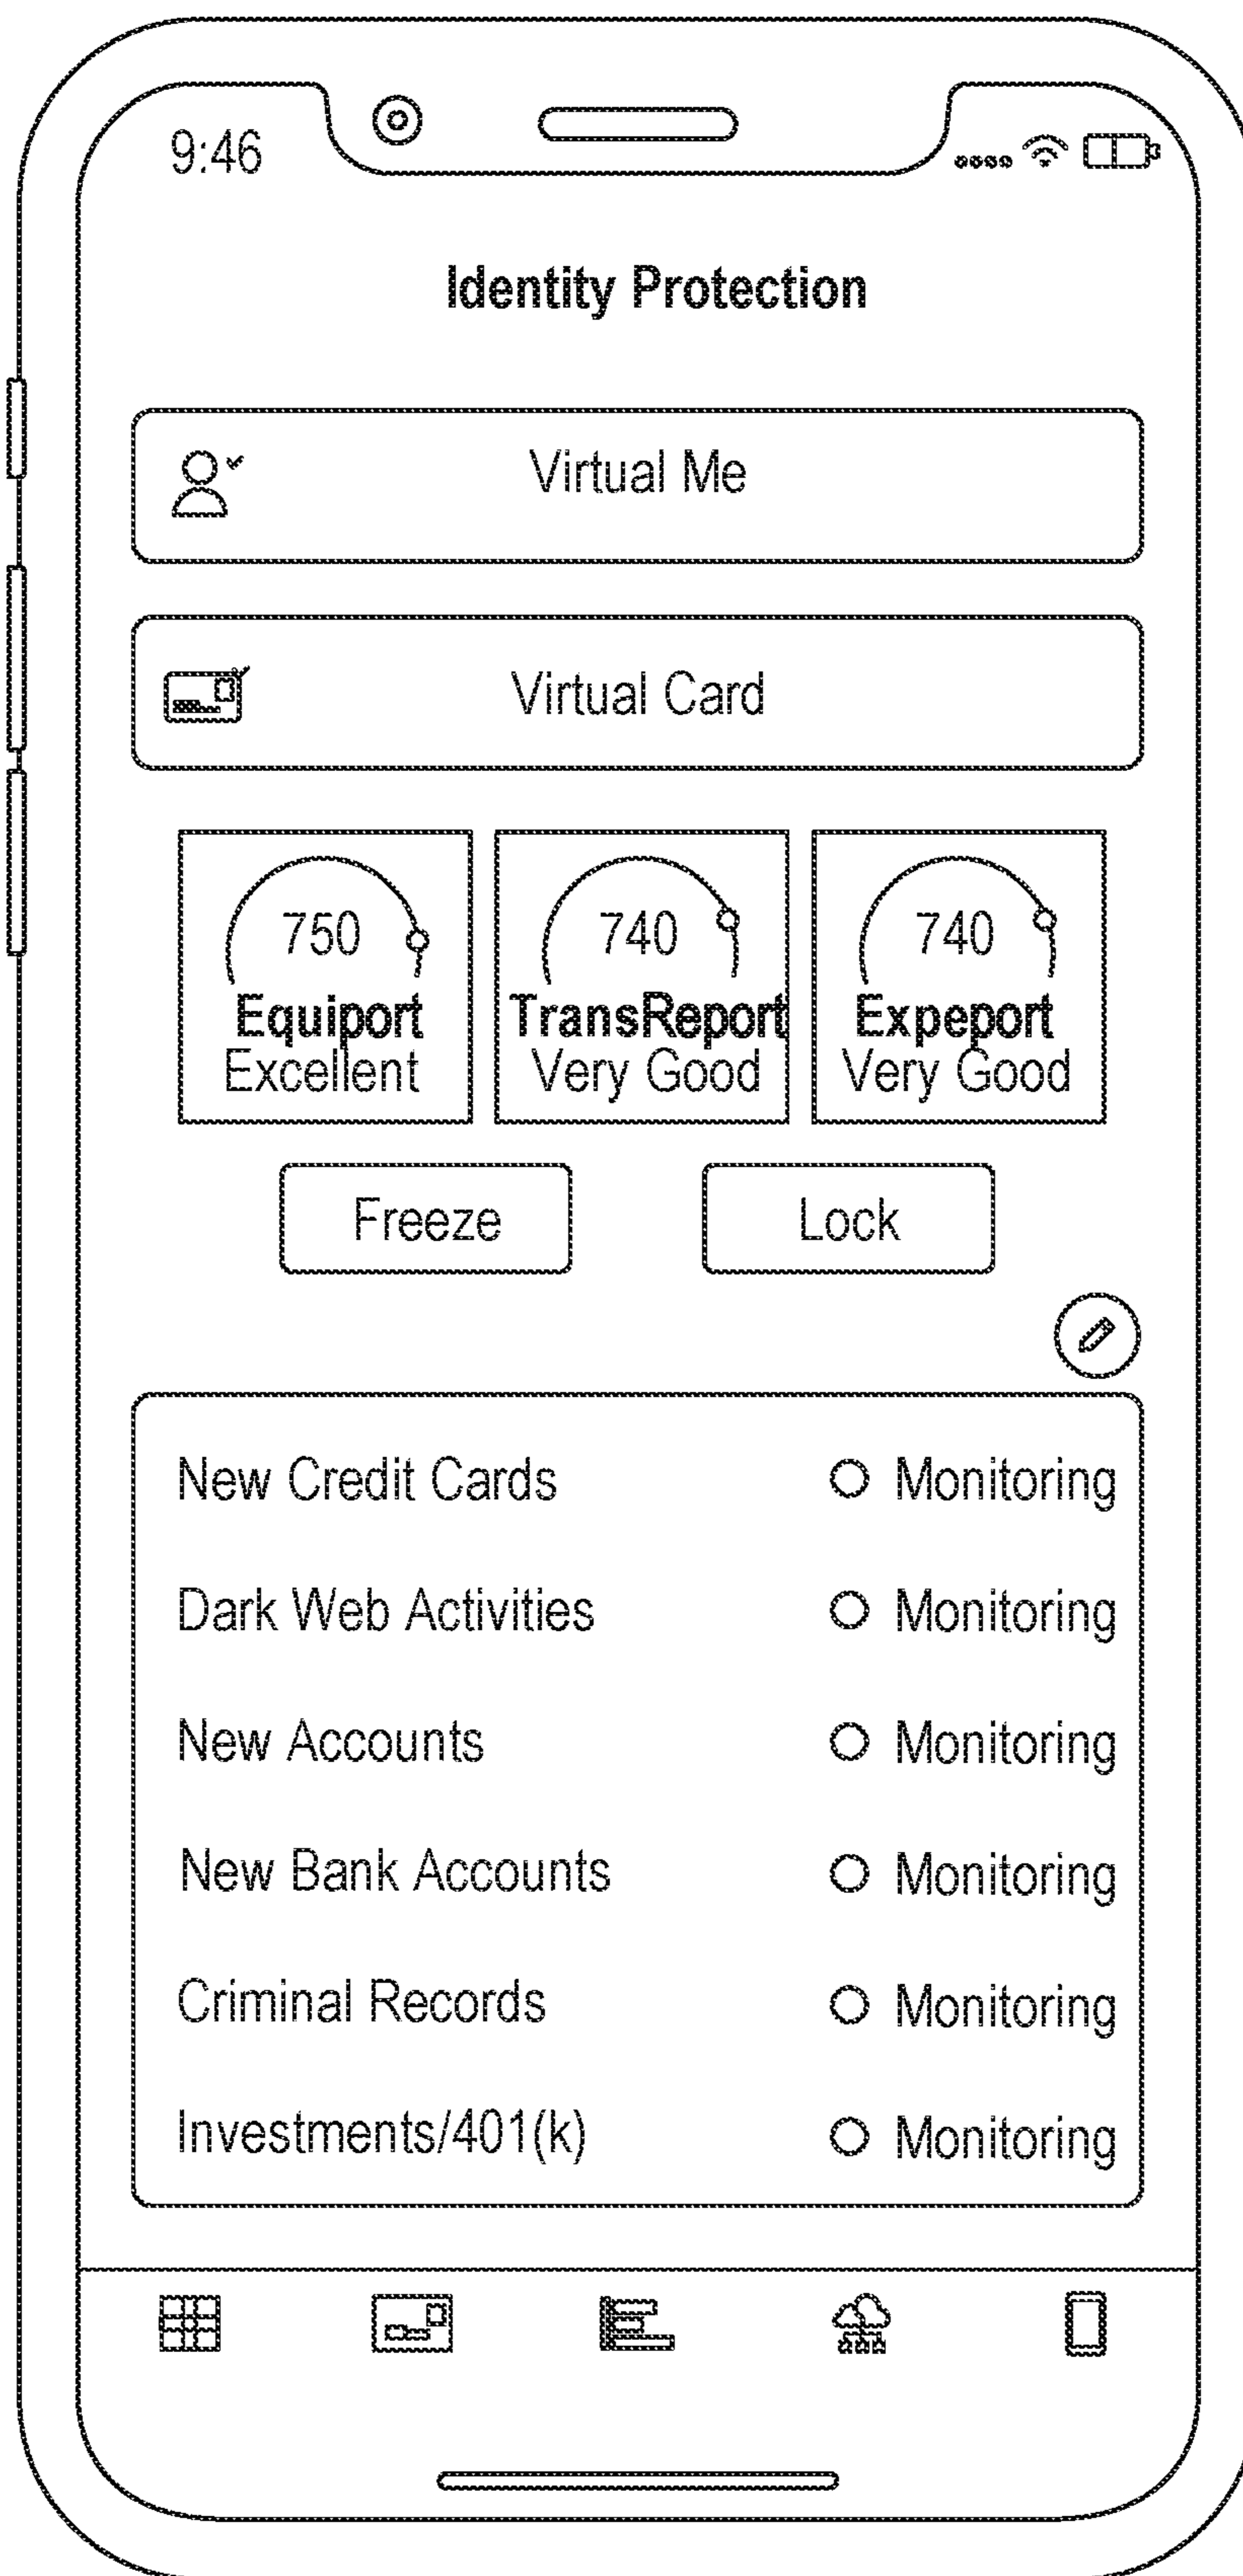 9:46
Identity Protection
Virtual Me
Virtual Card
750 740 740
Equiport TransReport Expeport
Excellent Very Good Very Good
Freeze Lock
New Credit Cards Monitoring
Dark Web Activities Monitoring
New Accounts Monitoring
New Bank Accounts Monitoring
Criminal Records Monitoring
Investments/401(k) Monitoring